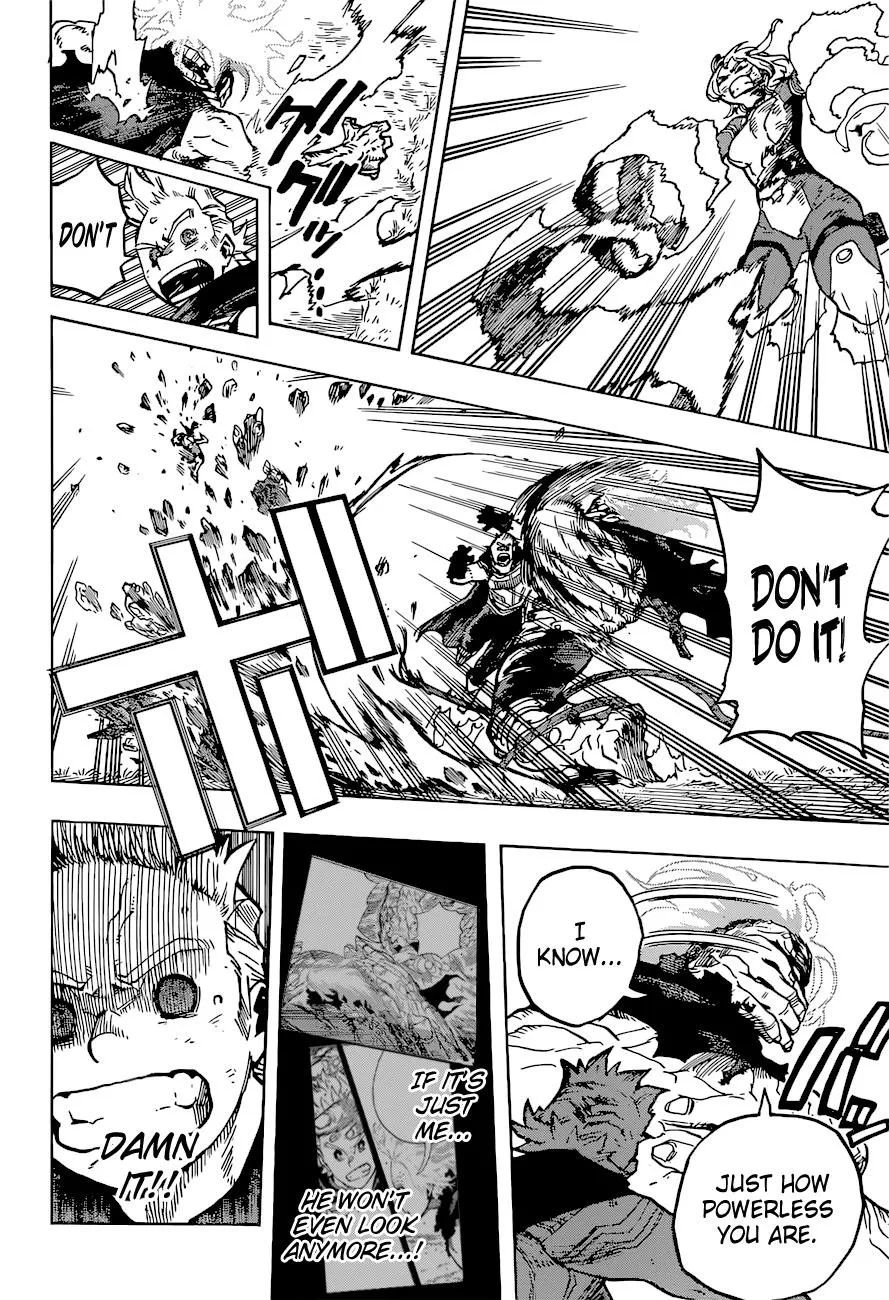 DON'T
DON'T
DO IT!
ボ
I
KNOW...
JUST HOW
POWERLESS
YOU ARE.
IF IT'S
JUST
ME...
HE WON'T
EVEN LOOK
ANYMORE...!
DAMN
IT!!